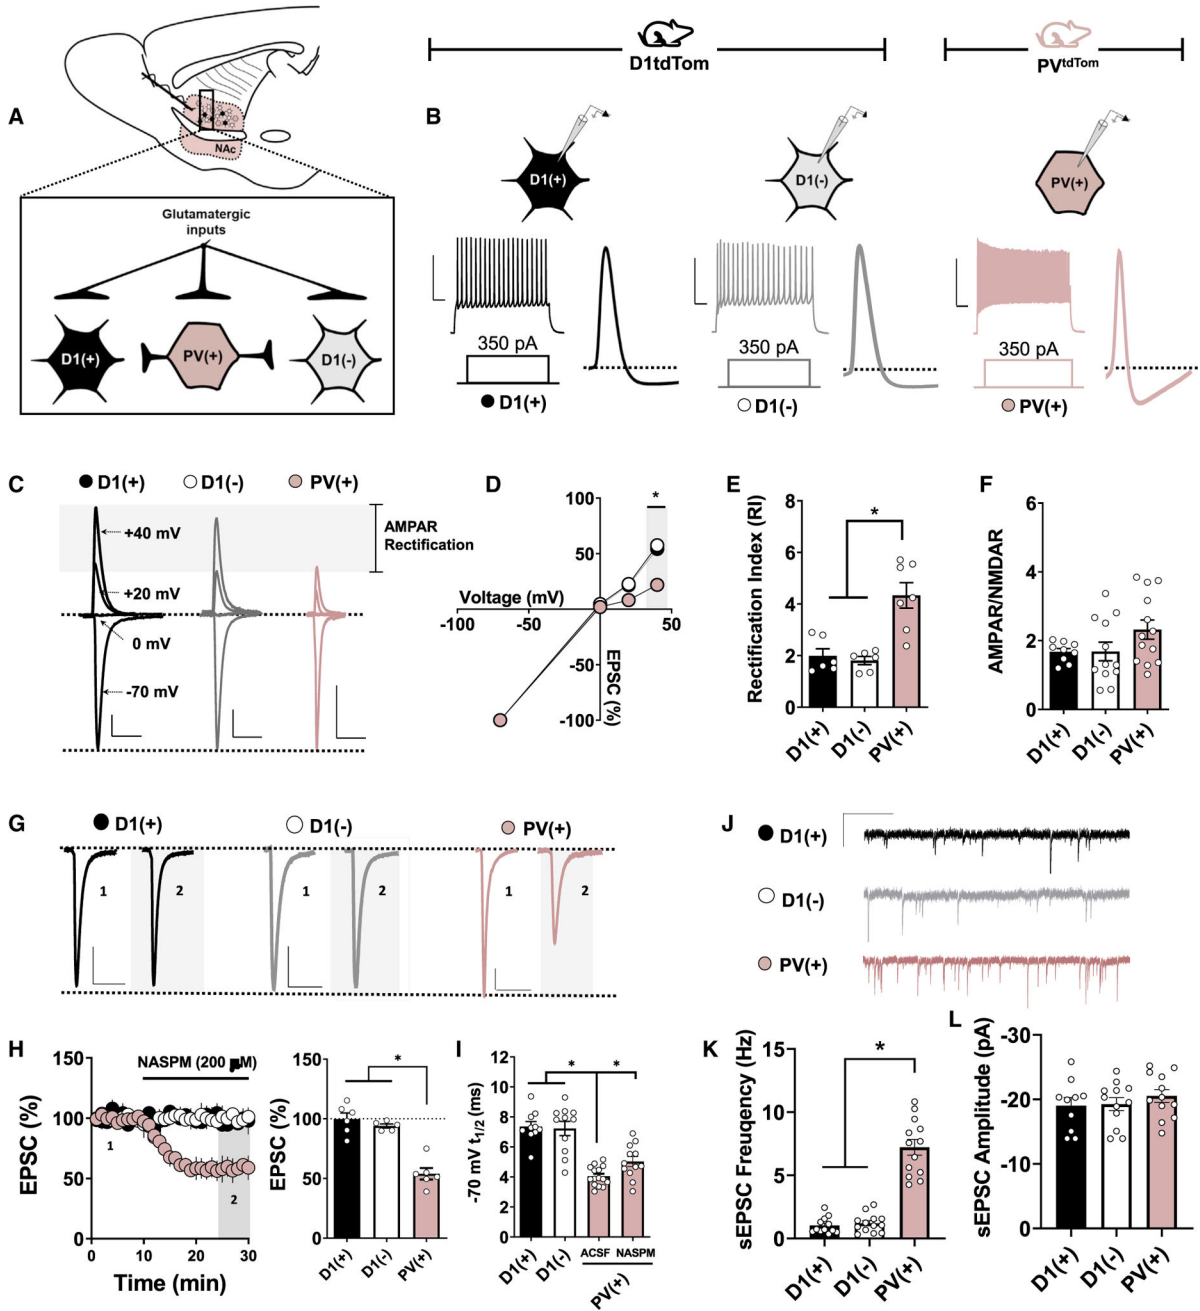 D1tdTom
PVtdTom
A
NAc
Glutamatergic
inputs
D1(+)
PV(+)
D1(-)
B
D1(+)
D1(-)
PV(+)
350 pA
350 pA
350 pA
D1(+)
D1(-)
PV(+)
C
D1(+)
D1(-)
PV(+)
+40 mV
+20 mV
0 mV
-70 mV
AMPAR
Rectification
D
100
*
50
Voltage (mV)
-100
-50
50
-50
-100
EPSC (%)
E
Rectification Index (RI)
8
6
4
2
0
*
D1(+)
D1(-)
PV(+)
F
AMPAR/NMDAR
6
4
2
0
D1(+)
D1(-)
PV(+)
G
D1(+)
D1(-)
PV(+)
1
2
1
2
1
2
J
D1(+)
D1(-)
PV(+)
H
EPSC (%)
150
100
50
0
NASPM (200 µM)
1
2
0
10
20
30
Time (min)
EPSC (%)
150
100
50
0
*
D1(+)
D1(-)
PV(+)
I
-70 mV t1/2 (ms)
12
10
8
6
4
2
0
*
*
D1(+)
D1(-)
ACSF
NASPM
PV(+)
K
sEPSC Freuqency (Hz)
15
10
5
0
*
D1(+)
D1(-)
PV(+)
L
sEPSC Amplitude (pA)
-30
-20
-10
0
D1(+)
D1(-)
PV(+)